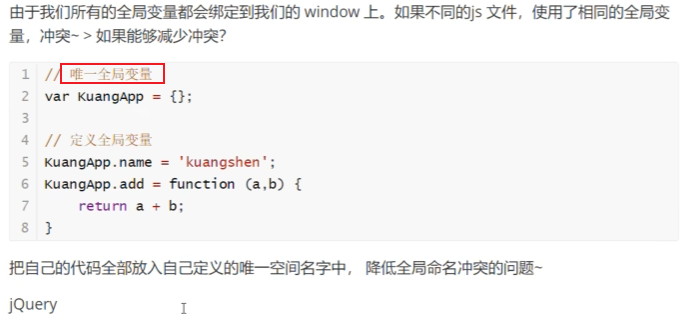 由于我们所有的全局变量都会绑定到我们的 window 上。如果不同的js 文件，使用了相同的全局变
量，冲突~ > 如果能够减少冲突？
1 // 唯一全局变量
2 var KuangApp = {};
3
4 // 定义全局变量
5 KuangApp.name = 'kuangshen';
6 KuangApp.add = function (a,b) {
7     return a + b;
8 }
把自己的代码全部放入自己定义的唯一空间名字中， 降低全局命名冲突的问题~
jQuery